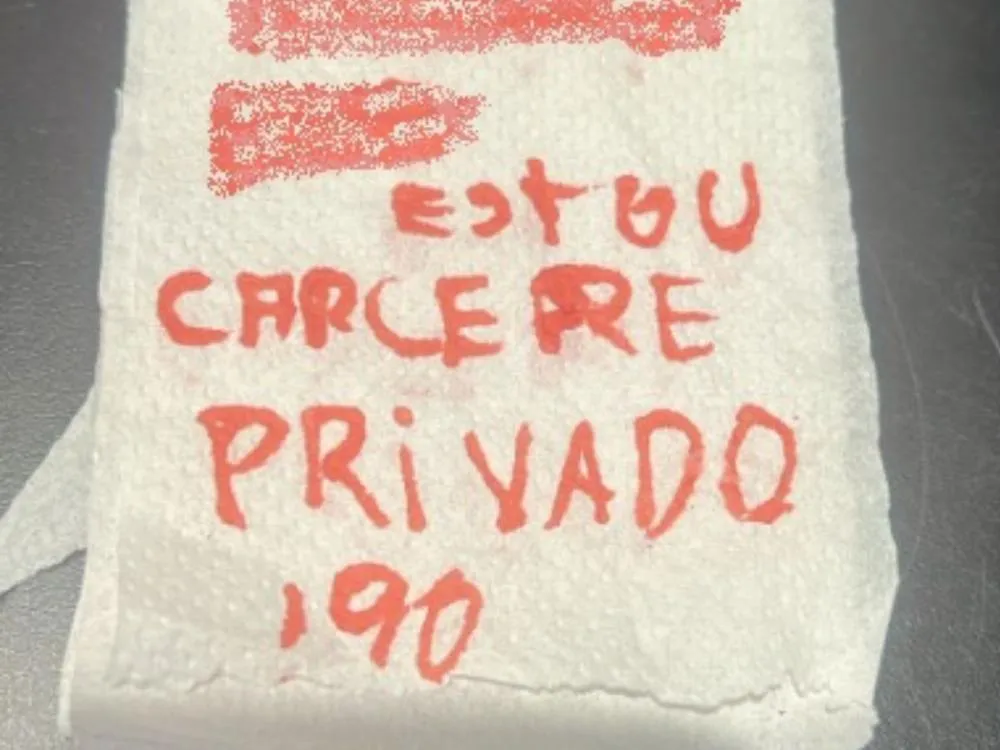 ESTOU
CARCERE
PRiVADO
190